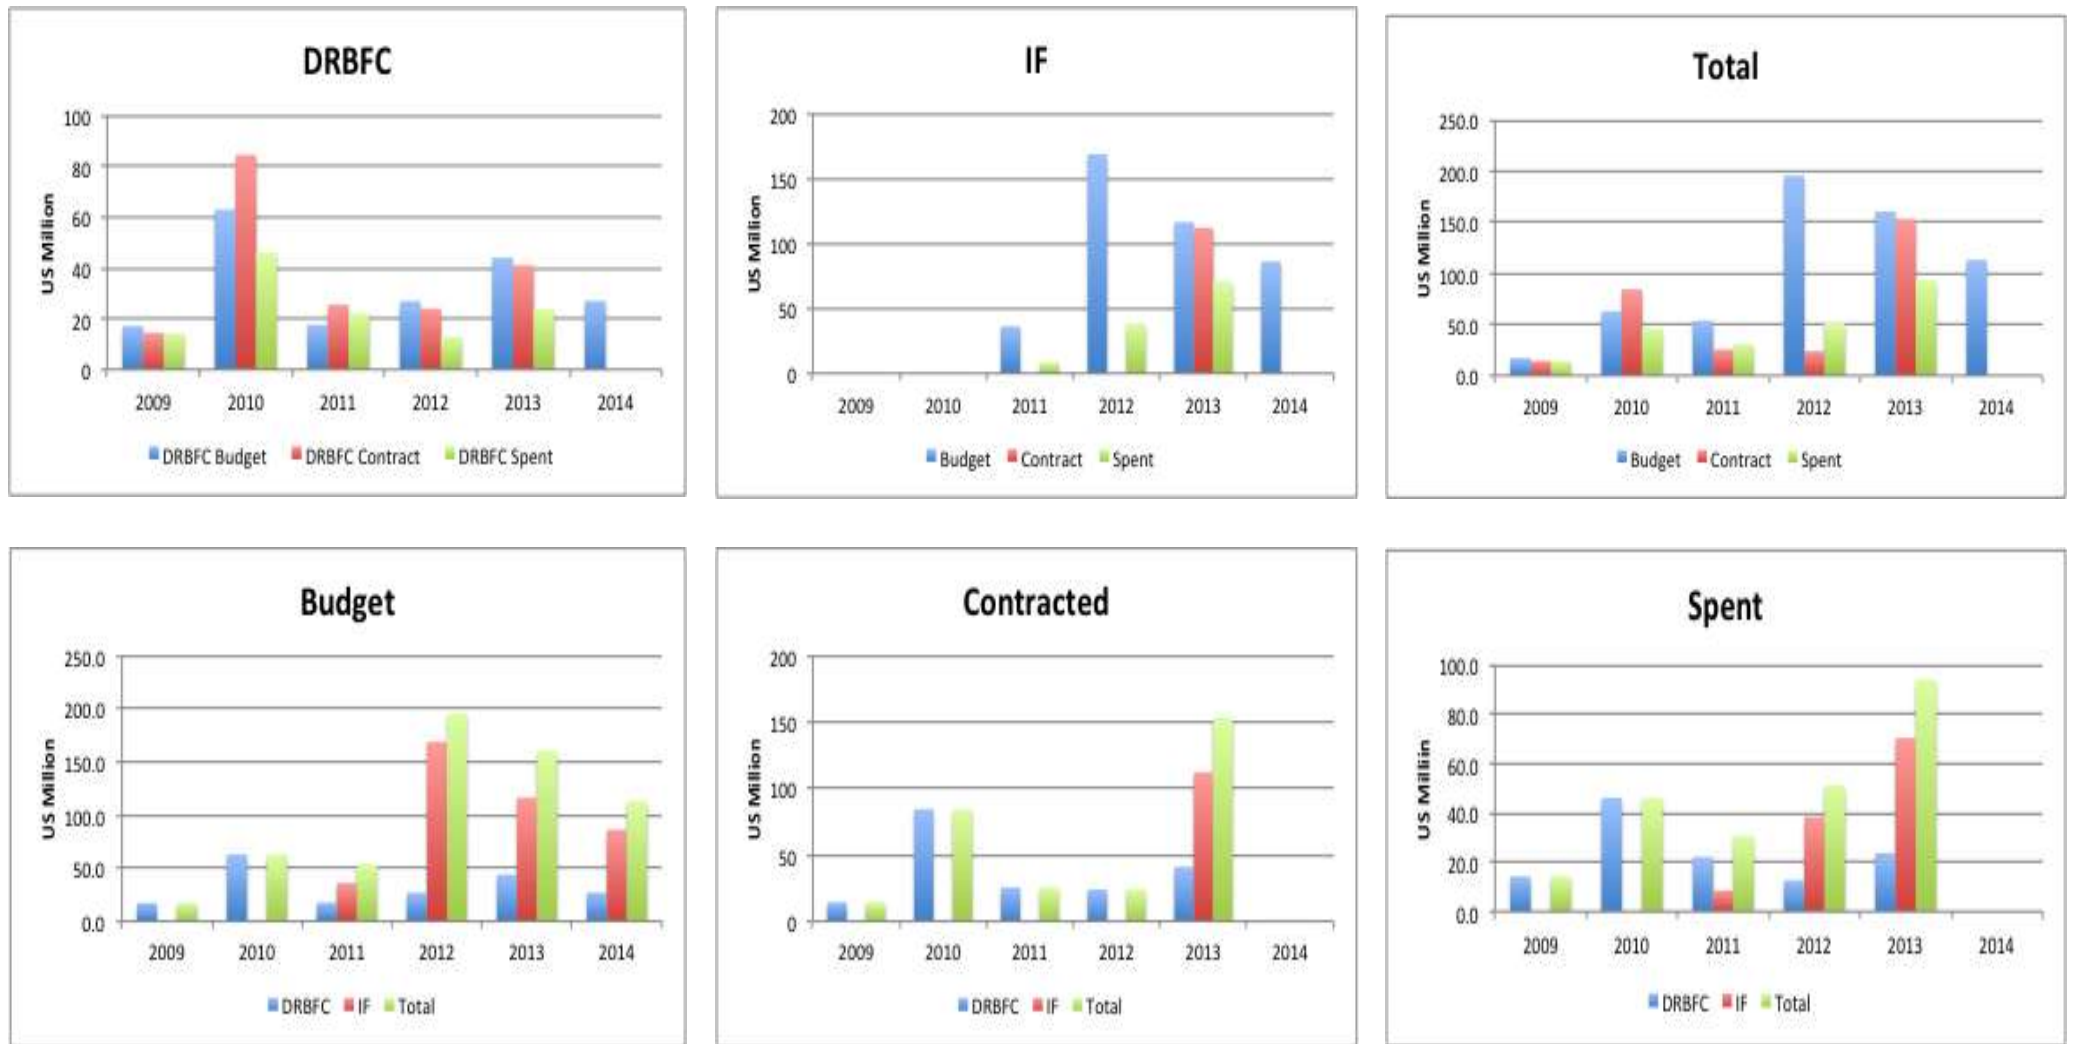 DRBFC
100
80
60
40
20
0
US Million
2009 2010 2011 2012 2013 2014
DRBFC Budget DRBFC Contract DRBFC Spent
IF
200
150
100
50
0
US Million
2009 2010 2011 2012 2013 2014
Budget Contract Spent
Total
250.0
200.0
150.0
100.0
50.0
0.0
US Million
2009 2010 2011 2012 2013 2014
Budget Contract Spent
Budget
250.0
200.0
150.0
100.0
50.0
0.0
US Million
2009 2010 2011 2012 2013 2014
DRBFC IF Total
Contracted
200
150
100
50
0
US Million
2009 2010 2011 2012 2013 2014
DRBFC IF Total
Spent
100.0
80.0
60.0
40.0
20.0
0.0
US Milliin
2009 2010 2011 2012 2013 2014
DRBFC IF Total